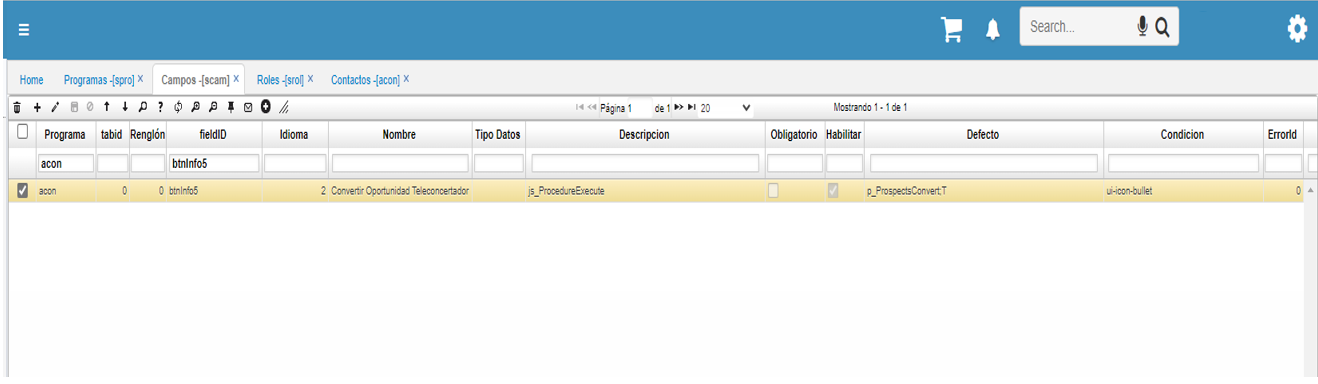 Search...
Home Programas -[spro] X Campos -[scam] X Roles -[srol] X Contactos -[acon] X
Página 1 de 1 20 Mostrando 1 - 1 de 1
Programa tabid Renglón fieldID Idioma Nombre Tipo Datos Descripcion Obligatorio Habilitar Defecto Condicion ErrorId
acon btnInfo5
acon 0 0 btnInfo5 2 Convertir Oportunidad Teleconcertador js_ProcedureExecute p_ProspectsConvert;T ui-icon-bullet 0